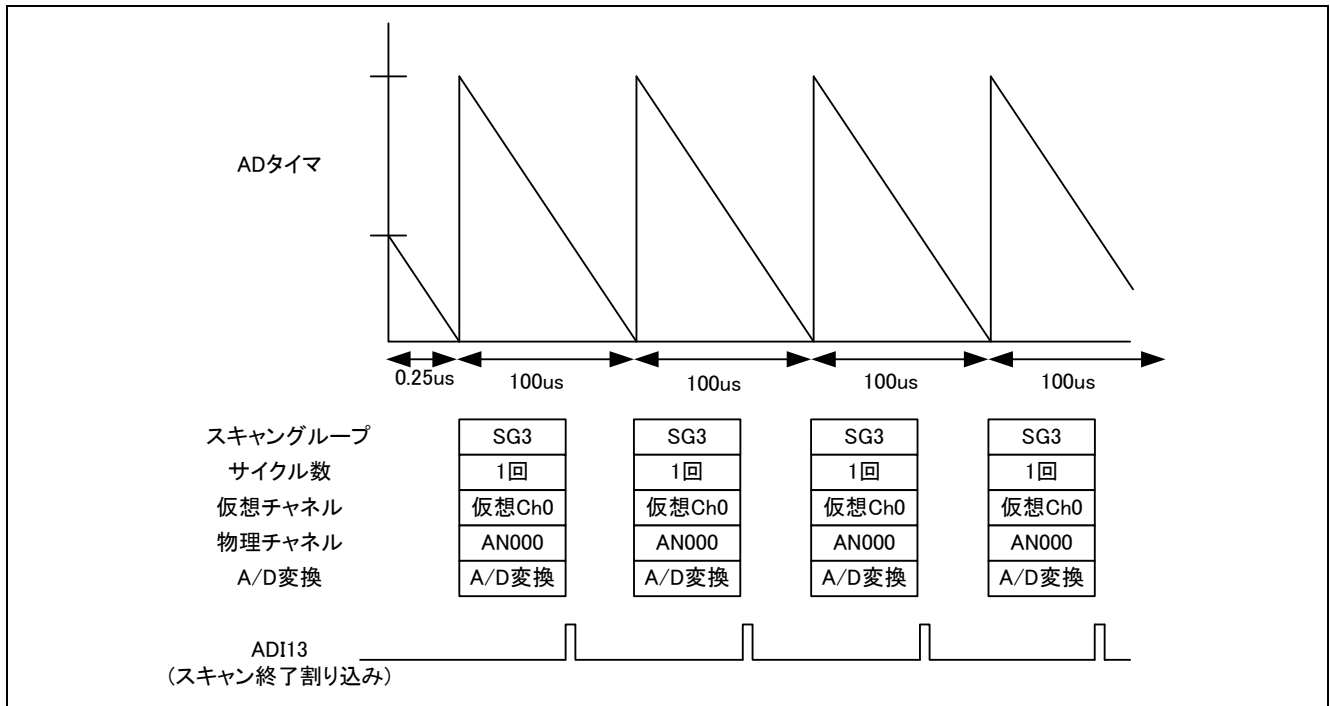 ADタイマ
0.25us 100us 100us 100us 100us
スキャングループ SG3 SG3 SG3 SG3
サイクル数 1回 1回 1回 1回
仮想チャネル 仮想Ch0 仮想Ch0 仮想Ch0 仮想Ch0
物理チャネル AN000 AN000 AN000 AN000
A/D変換 A/D変換 A/D変換 A/D変換 A/D変換
ADI13
(スキャン終了割り込み)